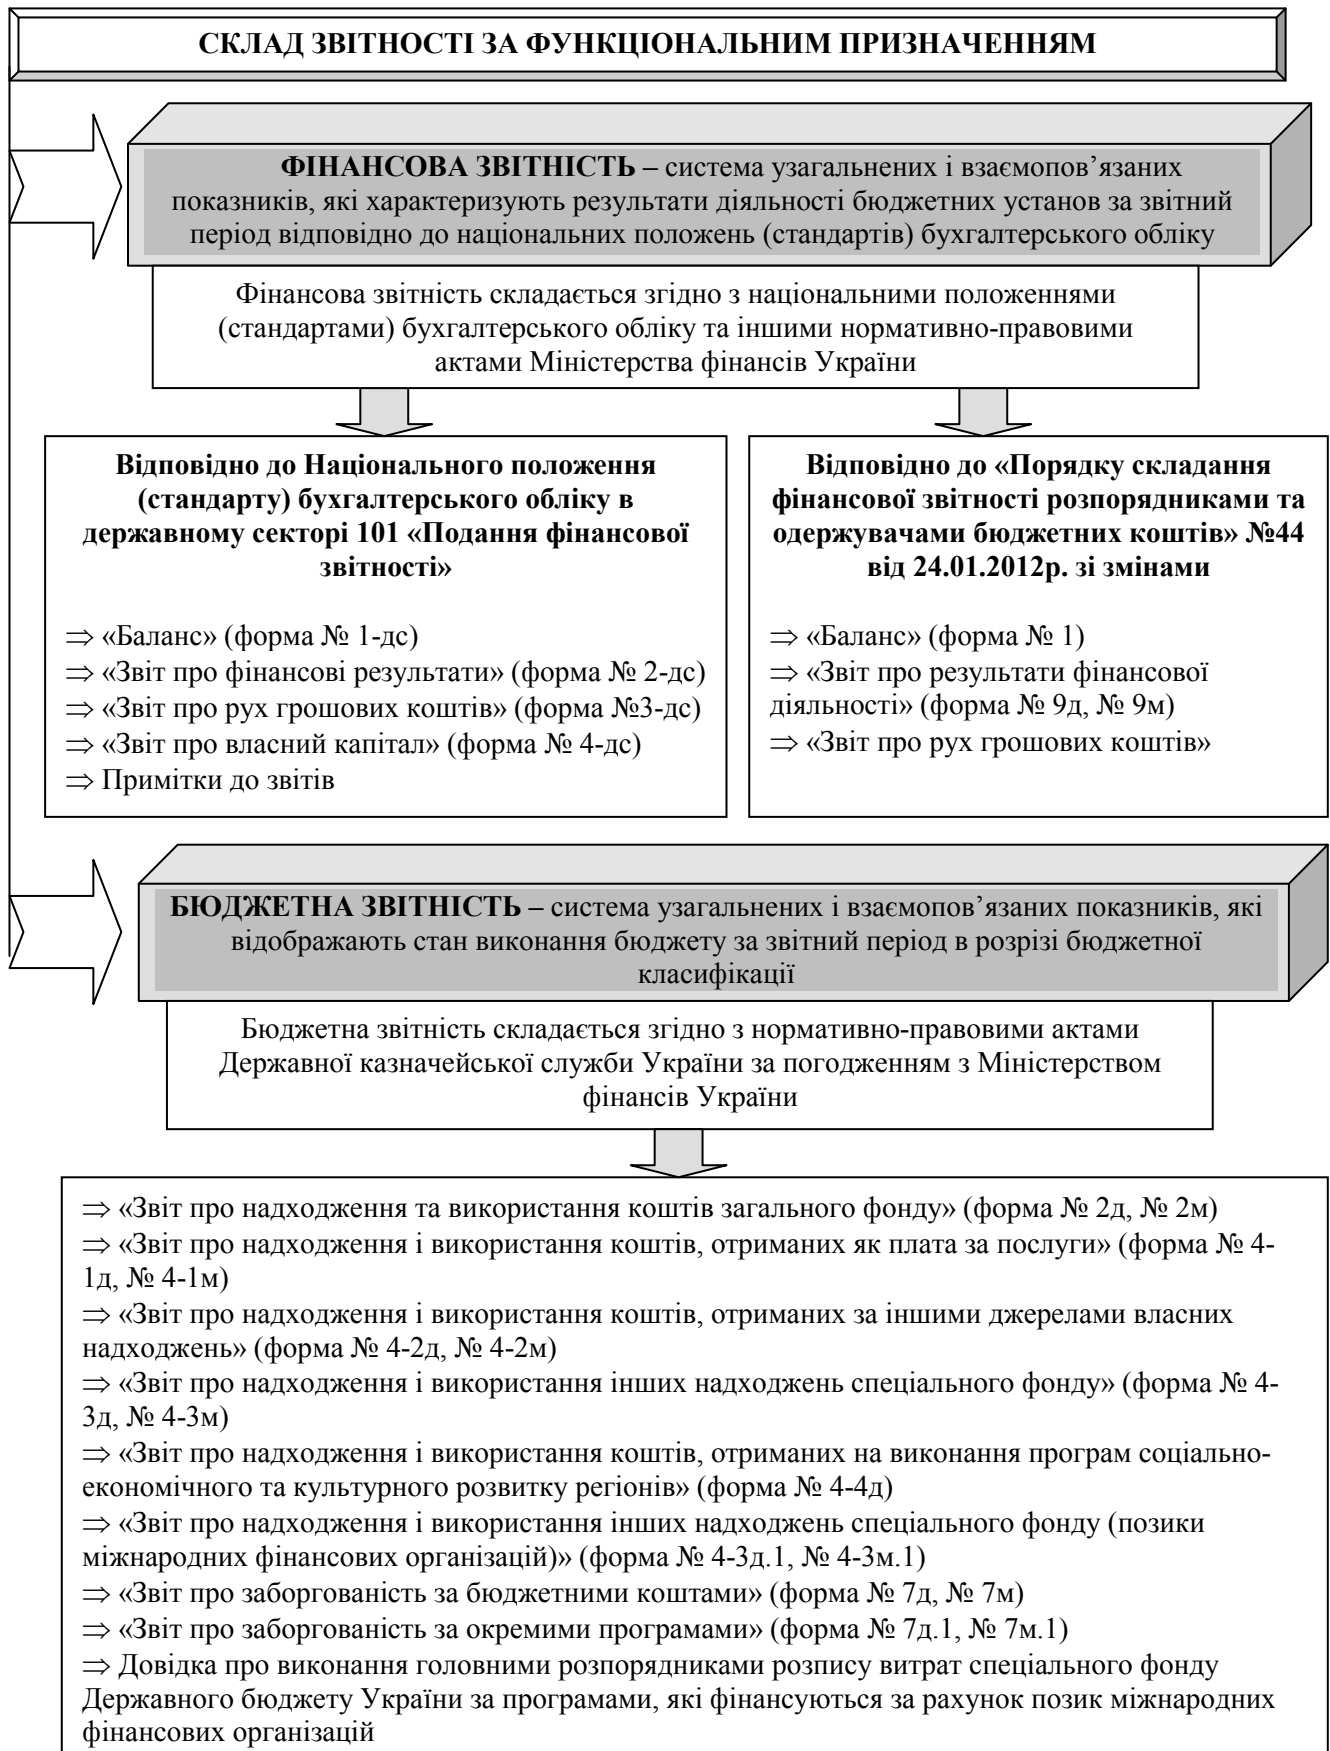 СКЛАД ЗВІТНОСТІ ЗА ФУНКЦІОНАЛЬНИМ ПРИЗНАЧЕННЯМ
ФІНАНСОВА ЗВІТНІСТЬ – система узагальнених і взаємопов’язаних
показників, які характеризують результати діяльності бюджетних установ за звітний
період відповідно до національних положень (стандартів) бухгалтерського обліку
Фінансова звітність складається згідно з національними положеннями
(стандартами) бухгалтерського обліку та іншими нормативно-правовими
актами Міністерства фінансів України
Відповідно до Національного положення
(стандарту) бухгалтерського обліку в
державному секторі 101 «Подання фінансової
звітності»
⇒ «Баланс» (форма № 1-дс)
⇒ «Звіт про фінансові результати» (форма № 2-дс)
⇒ «Звіт про рух грошових коштів» (форма №3-дс)
⇒ «Звіт про власний капітал» (форма № 4-дс)
⇒ Примітки до звітів
Відповідно до «Порядку складання
фінансової звітності розпорядниками та
одержувачами бюджетних коштів» №44
від 24.01.2012р. зі змінами
⇒ «Баланс» (форма № 1)
⇒ «Звіт про результати фінансової
діяльності» (форма № 9д, № 9м)
⇒ «Звіт про рух грошових коштів»
БЮДЖЕТНА ЗВІТНІСТЬ – система узагальнених і взаємопов’язаних показників, які
відображають стан виконання бюджету за звітний період в розрізі бюджетної
класифікації
Бюджетна звітність складається згідно з нормативно-правовими актами
Державної казначейської служби України за погодженням з Міністерством
фінансів України
⇒ «Звіт про надходження та використання коштів загального фонду» (форма № 2д, № 2м)
⇒ «Звіт про надходження і використання коштів, отриманих як плата за послуги» (форма № 4-
1д, № 4-1м)
⇒ «Звіт про надходження і використання коштів, отриманих за іншими джерелами власних
надходжень» (форма № 4-2д, № 4-2м)
⇒ «Звіт про надходження і використання інших надходжень спеціального фонду» (форма № 4-
3д, № 4-3м)
⇒ «Звіт про надходження і використання коштів, отриманих на виконання програм соціально-
економічного та культурного розвитку регіонів» (форма № 4-4д)
⇒ «Звіт про надходження і використання інших надходжень спеціального фонду (позики
міжнародних фінансових організацій)» (форма № 4-3д.1, № 4-3м.1)
⇒ «Звіт про заборгованість за бюджетними коштами» (форма № 7д, № 7м)
⇒ «Звіт про заборгованість за окремими програмами» (форма № 7д.1, № 7м.1)
⇒ Довідка про виконання головними розпорядниками розпису витрат спеціального фонду
Державного бюджету України за програмами, які фінансуються за рахунок позик міжнародних
фінансових організацій